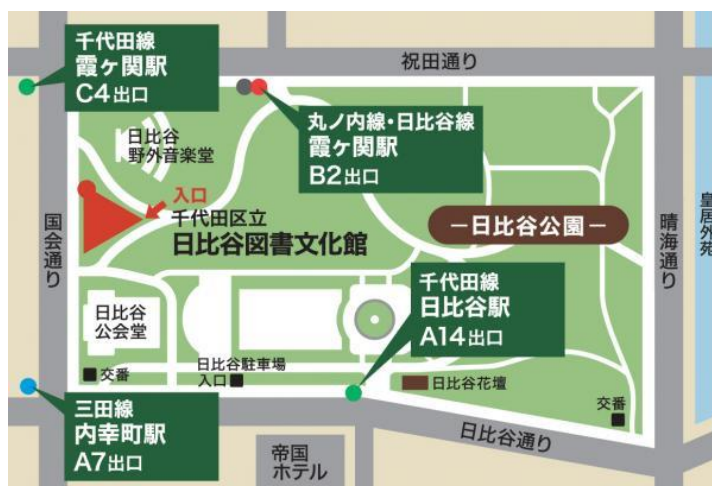 千代田線
霞ヶ関駅
C4出口
祝田通り
丸ノ内線・日比谷線
霞ヶ関駅
B2出口
日比谷
野外音楽堂
入口
千代田区立
日比谷図書文化館
国会通り
－日比谷公園－
晴海通り
皇居外苑
千代田線
日比谷駅
A14出口
日比谷
公会堂
交番
日比谷駐車場
入口
日比谷花壇
交番
三田線
内幸町駅
A7出口
帝国
ホテル
日比谷通り